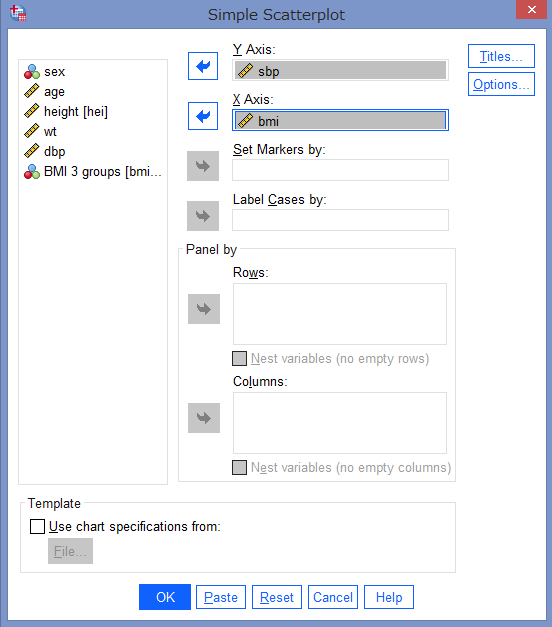 Simple Scatterplot
sex
age
height [hei]
wt
dbp
BMI 3 groups [bmi...
Y Axis:
sbp
X Axis:
bmi
Set Markers by:
Label Cases by:
Panel by
Rows:
Nest variables (no empty rows)
Columns:
Nest variables (no empty columns)
Titles...
Options...
Template
Use chart specifications from:
File...
OK
Paste
Reset
Cancel
Help